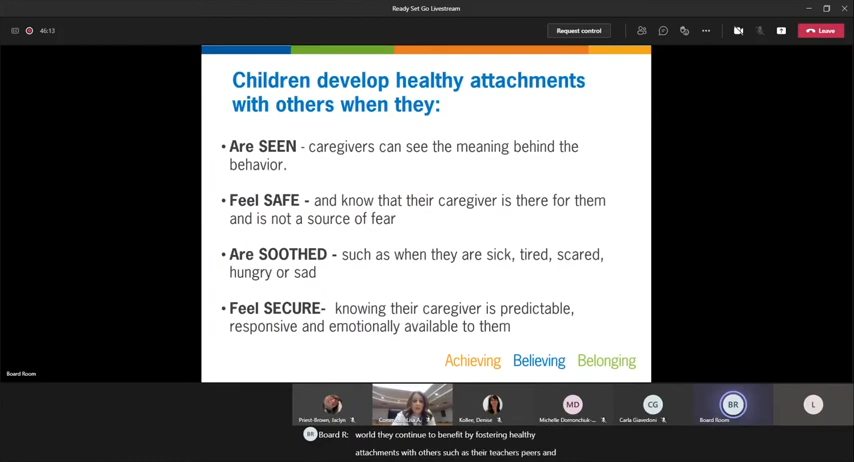 Ready Set Go Livestream
46:13
Request control
Leave
Children develop healthy attachments
with others when they:
• Are SEEN - caregivers can see the meaning behind the
behavior.
• Feel SAFE - and know that their caregiver is there for them
and is not a source of fear
• Are SOOTHED - such as when they are sick, tired, scared,
hungry or sad
• Feel SECURE- knowing their caregiver is predictable,
responsive and emotionally available to them
Achieving Believing Belonging
Board Room
MD CG BR L
Priest-Brown, Jaclyn Lisa A. Kollee, Denise Michelle Domonchuk-... Carla Giavedoni Board Room
BR Board R: world they continue to benefit by fostering healthy
attachments with others such as their teachers peers and